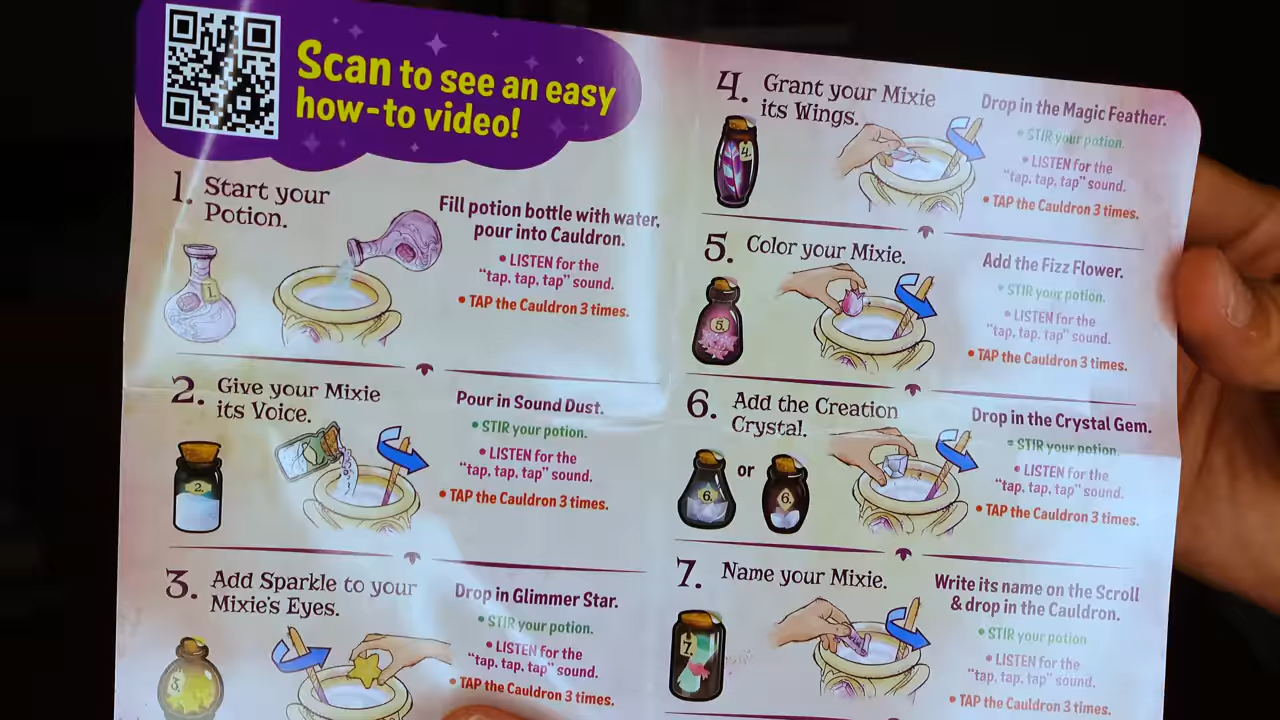 Scan to see an easy
how-to video!
1. Start your
Potion.
1
Fill potion bottle with water,
pour into Cauldron.
• LISTEN for the
"tap, tap, tap" sound.
• TAP the Cauldron 3 times.
2. Give your Mixie
its Voice.
2.
Pour in Sound Dust.
• STIR your potion.
• LISTEN for the
"tap, tap, tap" sound.
• TAP the Cauldron 3 times.
3. Add Sparkle to your
Mixie's Eyes.
3.
Drop in Glimmer Star.
• STIR your potion.
• LISTEN for the
"tap, tap, tap" sound.
• TAP the Cauldron 3 times.
4. Grant your Mixie
its Wings.
4.
Drop in the Magic Feather.
• STIR your potion.
• LISTEN for the
"tap, tap, tap" sound.
• TAP the Cauldron 3 times.
5. Color your Mixie.
5.
Add the Fizz Flower.
• STIR your potion.
• LISTEN for the
"tap, tap, tap" sound.
• TAP the Cauldron 3 times.
6. Add the Creation
Crystal.
6. or 6.
Drop in the Crystal Gem.
• STIR your potion.
• LISTEN for the
"tap, tap, tap" sound.
• TAP the Cauldron 3 times.
7. Name your Mixie.
7.
Write its name on the Scroll
& drop in the Cauldron.
• STIR your potion
• LISTEN for the
"tap, tap, tap" sound.
• TAP the Cauldron 3 times.